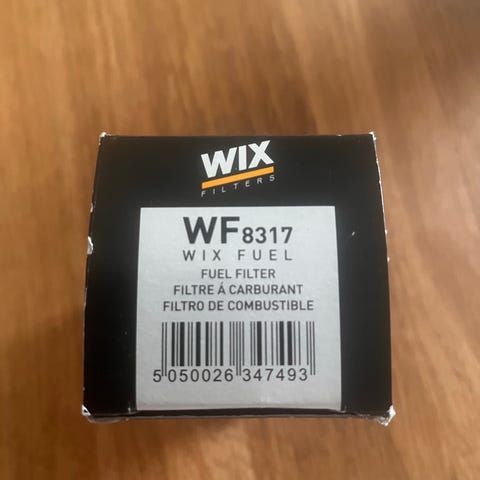 WIX
FILTERS
WF8317
WIX FUEL
FUEL FILTER
FILTRE Á CARBURANT
FILTRO DE COMBUSTIBLE
5 050026 347493